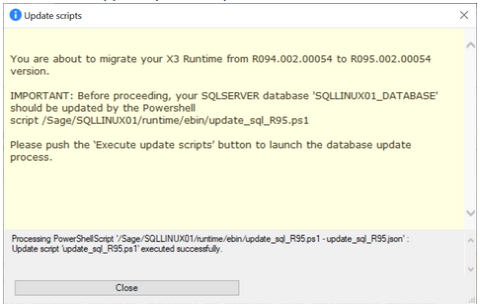 Update scripts
You are about to migrate your X3 Runtime from R094.002.00054 to R095.002.00054
version.
IMPORTANT: Before proceeding, your SQLSERVER database 'SQLLINUX01_DATABASE'
should be updated by the Powershell
script /Sage/SQLLINUX01/runtime/ebin/update_sql_R95.ps1
Please push the 'Execute update scripts' button to launch the database update
process.
Processing PowerShellScript '/Sage/SQLLINUX01/runtime/ebin/update_sql_R95.ps1 - update_sql_R95.json' :
Update script 'update_sql_R95.ps1' executed successfully.
Close